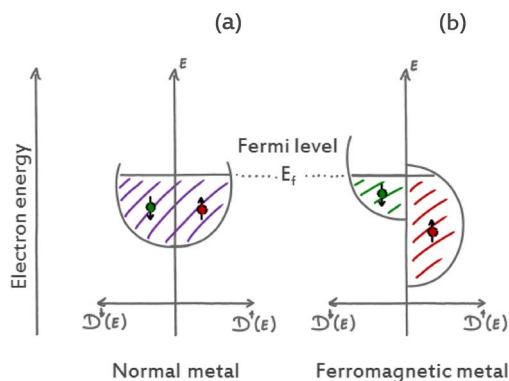 (a)
(b)
E
E
Electron energy
Fermi level
E_f
D↓(E)
D↑(E)
D↓(E)
D↑(E)
Normal metal
Ferromagnetic metal